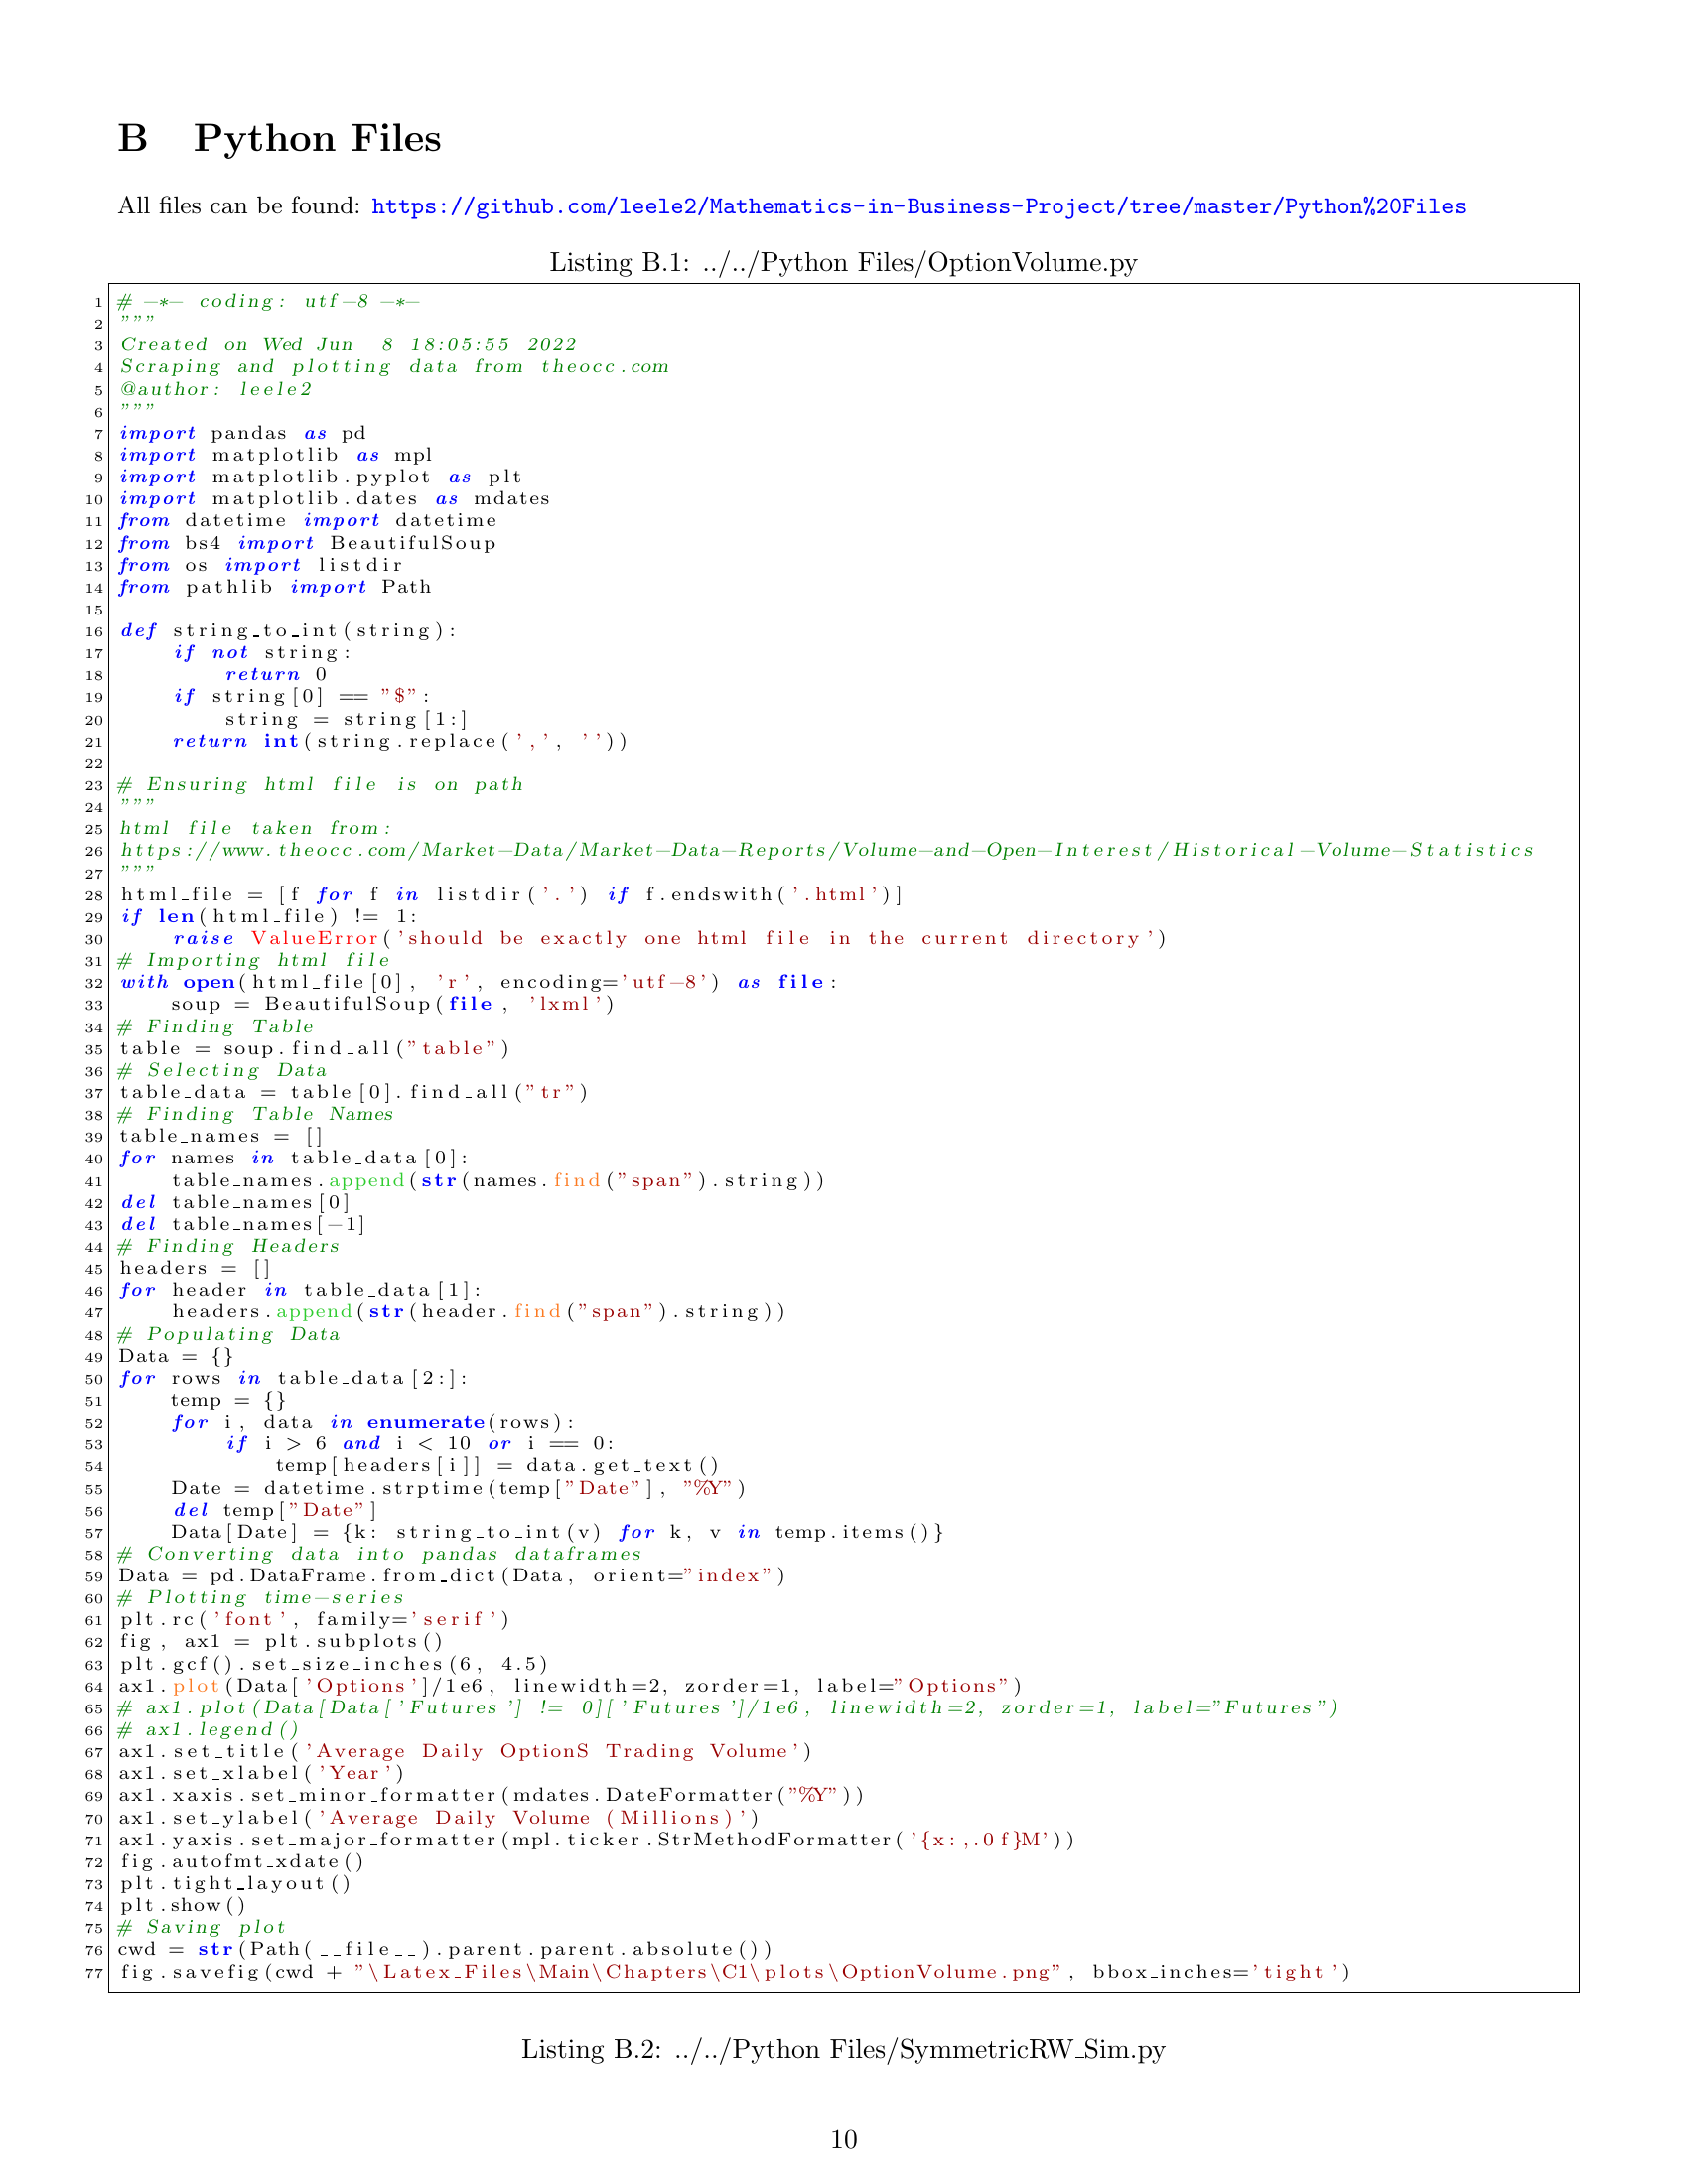 B Python Files
All files can be found: https://github.com/leele2/Mathematics-in-Business-Project/tree/master/Python%20Files
Listing B.1: ../../Python Files/OptionVolume.py
1 # -*- coding: utf-8 -*-
2 """
3 Created on Wed Jun  8 18:05:55 2022
4 Scraping and plotting data from theocc.com
5 @author: leele2
6 """
7 import pandas as pd
8 import matplotlib as mpl
9 import matplotlib.pyplot as plt
10 import matplotlib.dates as mdates
11 from datetime import datetime
12 from bs4 import BeautifulSoup
13 from os import listdir
14 from pathlib import Path
15
16 def string_to_int(string):
17     if not string:
18         return 0
19     if string[0] == "$":
20         string = string[1:]
21     return int(string.replace(',', ''))
22
23 # Ensuring html file is on path
24 """
25 html file taken from:
26 https://www.theocc.com/Market-Data/Market-Data-Reports/Volume-and-Open-Interest/Historical-Volume-Statistics
27 """
28 html_file = [f for f in listdir('.') if f.endswith('.html')]
29 if len(html_file) != 1:
30     raise ValueError('should be exactly one html file in the current directory')
31 # Importing html file
32 with open(html_file[0], 'r', encoding='utf-8') as file:
33     soup = BeautifulSoup(file, 'lxml')
34 # Finding Table
35 table = soup.find_all("table")
36 # Selecting Data
37 table_data = table[0].find_all("tr")
38 # Finding Table Names
39 table_names = []
40 for names in table_data[0]:
41     table_names.append(str(names.find("span").string))
42 del table_names[0]
43 del table_names[-1]
44 # Finding Headers
45 headers = []
46 for header in table_data[1]:
47     headers.append(str(header.find("span").string))
48 # Populating Data
49 Data = {}
50 for rows in table_data[2:]:
51     temp = {}
52     for i, data in enumerate(rows):
53         if i > 6 and i < 10 or i == 0:
54             temp[headers[i]] = data.get_text()
55     Date = datetime.strptime(temp["Date"], "%Y")
56     del temp["Date"]
57     Data[Date] = {k: string_to_int(v) for k, v in temp.items()}
58 # Converting data into pandas dataframes
59 Data = pd.DataFrame.from_dict(Data, orient="index")
60 # Plotting time-series
61 plt.rc('font', family='serif')
62 fig, ax1 = plt.subplots()
63 plt.gcf().set_size_inches(6, 4.5)
64 ax1.plot(Data['Options']/1e6, linewidth=2, zorder=1, label="Options")
65 # ax1.plot(Data[Data['Futures'] != 0]['Futures']/1e6, linewidth=2, zorder=1, label="Futures")
66 # ax1.legend()
67 ax1.set_title('Average Daily OptionS Trading Volume')
68 ax1.set_xlabel('Year')
69 ax1.xaxis.set_minor_formatter(mdates.DateFormatter("%Y"))
70 ax1.set_ylabel('Average Daily Volume (Millions)')
71 ax1.yaxis.set_major_formatter(mpl.ticker.StrMethodFormatter('{x:,.0f}M'))
72 fig.autofmt_xdate()
73 plt.tight_layout()
74 plt.show()
75 # Saving plot
76 cwd = str(Path(__file__).parent.parent.absolute())
77 fig.savefig(cwd + "\Latex_Files\Main\Chapters\C1\plots\OptionVolume.png", bbox_inches='tight')
Listing B.2: ../../Python Files/SymmetricRW_Sim.py
10